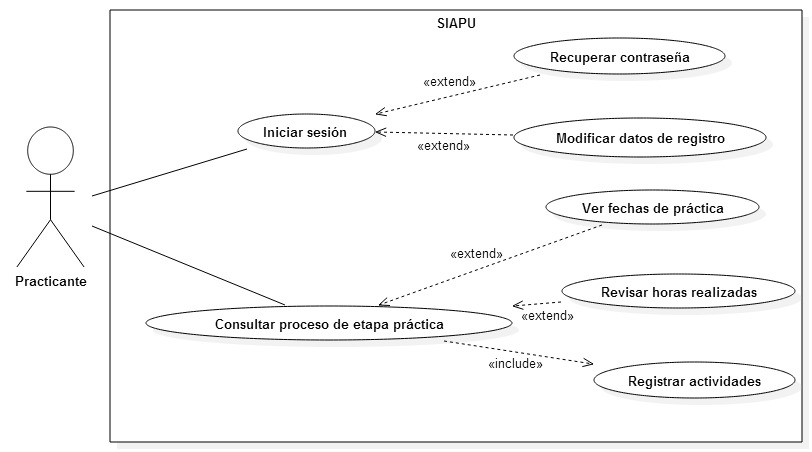 SIAPU
Recuperar contraseña
«extend»
Iniciar sesión
Modificar datos de registro
«extend»
Ver fechas de práctica
«extend»
Practicante
Revisar horas realizadas
«extend»
Consultar proceso de etapa práctica
«include»
Registrar actividades